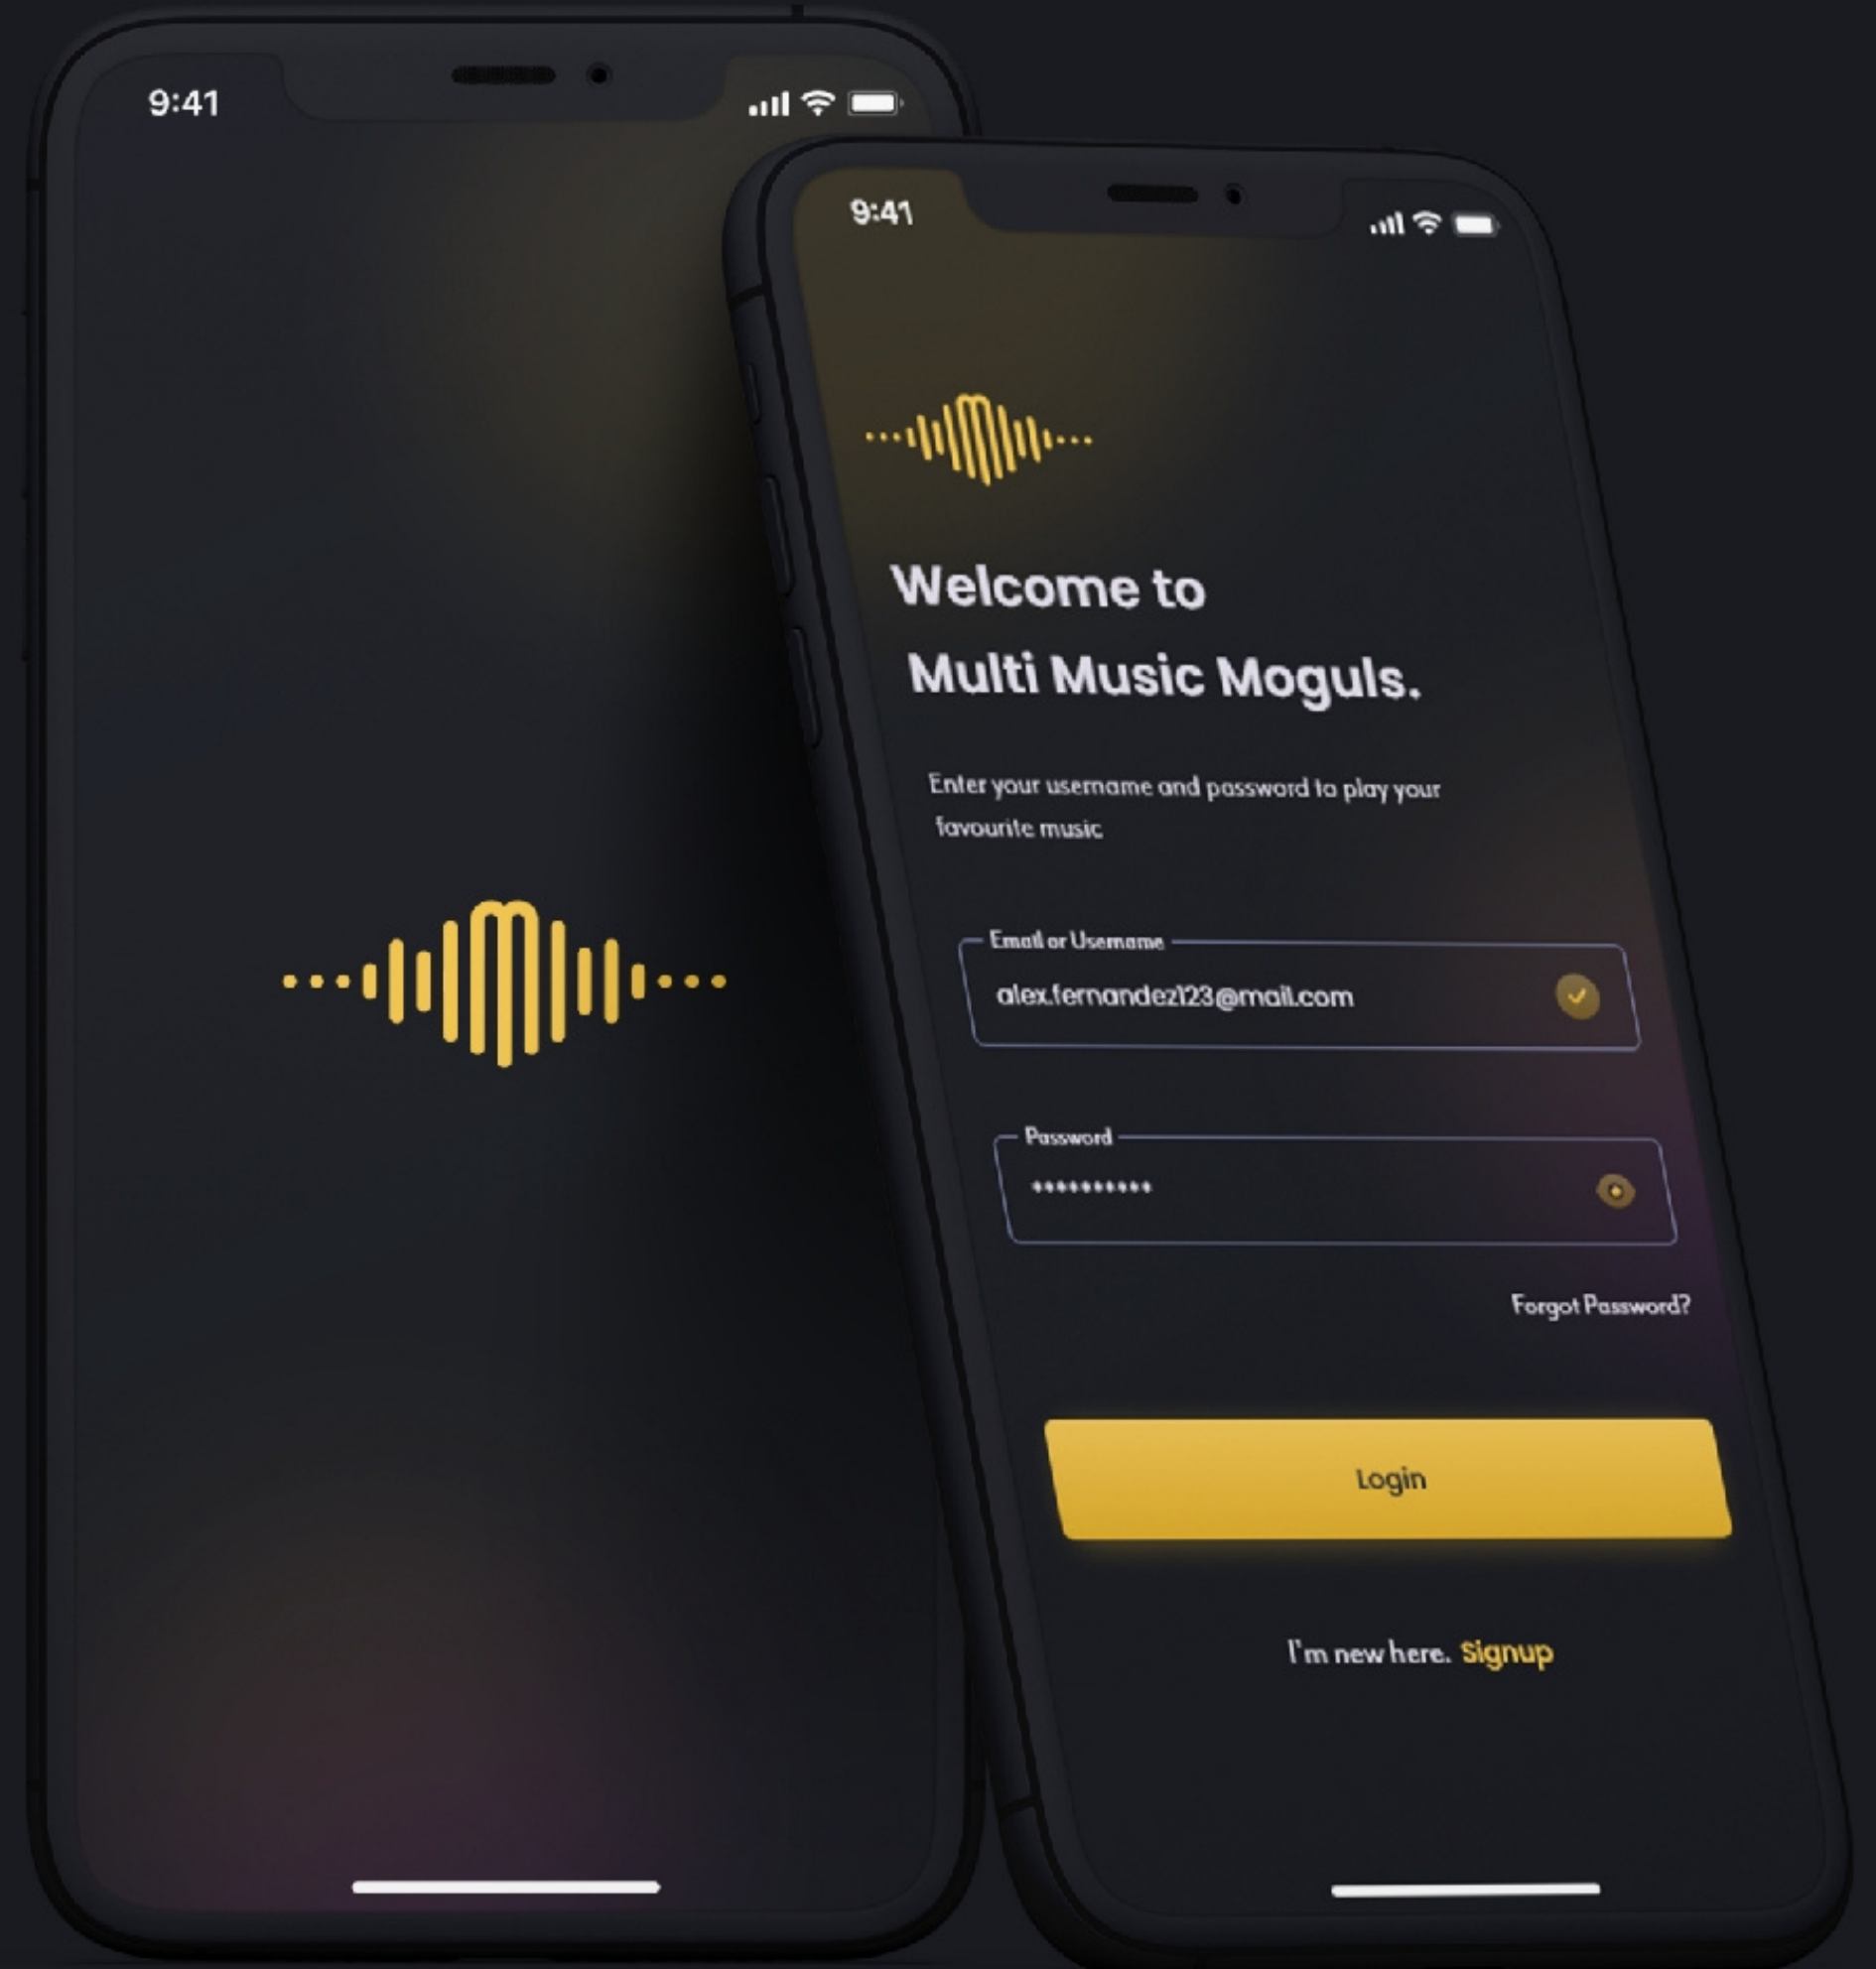 9:41
9:41
Welcome to
Multi Music Moguls.
Enter your username and password to play your
favourite music
Email or Username
alex.fernandez123@mail.com
Password
**********
Forgot Password?
Login
I'm new here. Signup